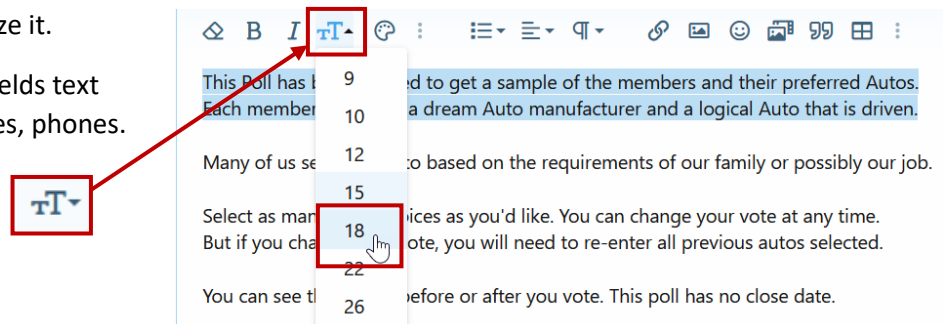 ze it.
elds text
es, phones.
B I TT
This Poll has b ed to get a sample of the members and their preferred Autos.
Each member a dream Auto manufacturer and a logical Auto that is driven.
Many of us se to based on the requirements of our family or possibly our job.
Select as man ices as you'd like. You can change your vote at any time.
But if you cha ote, you will need to re-enter all previous autos selected.
You can see t efore or after you vote. This poll has no close date.
9
10
12
15
18
22
26
TT